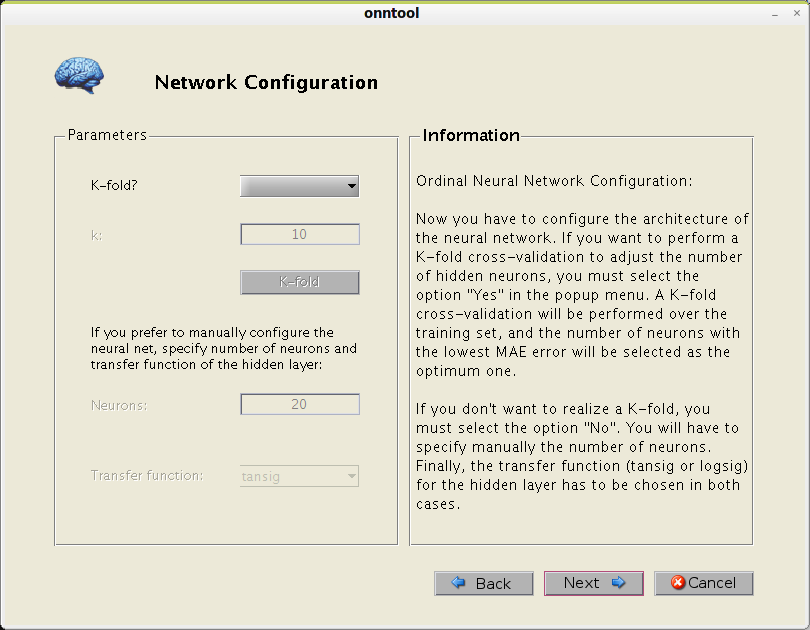 onntool
Network Configuration
Parameters
K-fold?
k:
10
K-fold
If you prefer to manually configure the
neural net, specify number of neurons and
transfer function of the hidden layer:
Neurons:
20
Transfer function:
tansig
Information
Ordinal Neural Network Configuration:
Now you have to configure the architecture of
the neural network. If you want to perform a
K-fold cross-validation to adjust the number
of hidden neurons, you must select the
option "Yes" in the popup menu. A K-fold
cross-validation will be performed over the
training set, and the number of neurons with
the lowest MAE error will be selected as the
optimum one.
If you don't want to realize a K-fold, you
must select the option "No". You will have to
specify manually the number of neurons.
Finally, the transfer function (tansig or logsig)
for the hidden layer has to be chosen in both
cases.
Back
Next
Cancel